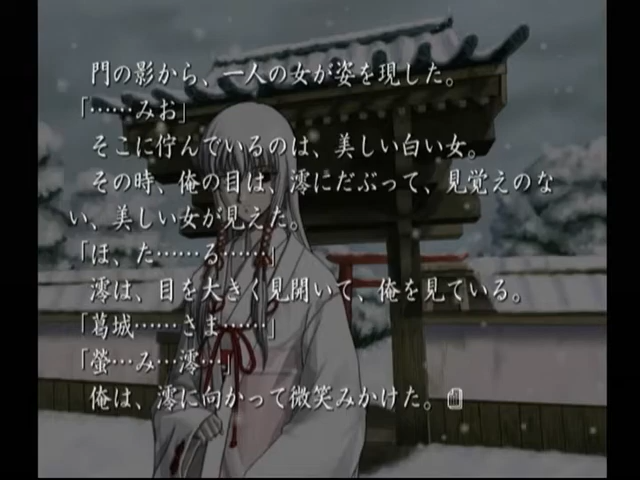 門の影から、一人の女が姿を現した。
「……みお」
そこに佇んでいるのは、美しい白い女。
その時、俺の目は、澪にだぶって、見覚えのな
い、美しい女が見えた。
「ほ、た……る……」
澪は、目を大きく見開いて、俺を見ている。
「葛城……さま……」
「螢…み…澪…」
俺は、澪に向かって微笑みかけた。